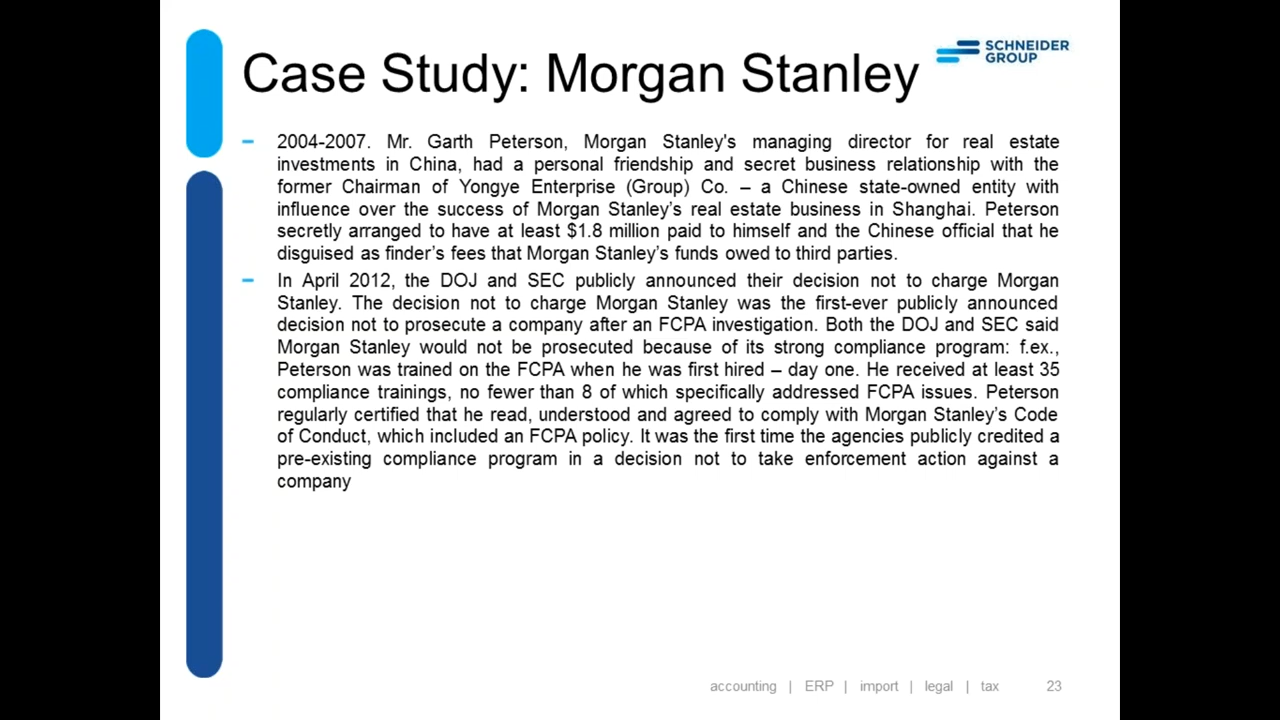 SCHNEIDER
GROUP
Case Study: Morgan Stanley
– 2004-2007. Mr. Garth Peterson, Morgan Stanley's managing director for real estate
investments in China, had a personal friendship and secret business relationship with the
former Chairman of Yongye Enterprise (Group) Co. – a Chinese state-owned entity with
influence over the success of Morgan Stanley’s real estate business in Shanghai. Peterson
secretly arranged to have at least $1.8 million paid to himself and the Chinese official that he
disguised as finder’s fees that Morgan Stanley’s funds owed to third parties.
– In April 2012, the DOJ and SEC publicly announced their decision not to charge Morgan
Stanley. The decision not to charge Morgan Stanley was the first-ever publicly announced
decision not to prosecute a company after an FCPA investigation. Both the DOJ and SEC said
Morgan Stanley would not be prosecuted because of its strong compliance program: f.ex.,
Peterson was trained on the FCPA when he was first hired – day one. He received at least 35
compliance trainings, no fewer than 8 of which specifically addressed FCPA issues. Peterson
regularly certified that he read, understood and agreed to comply with Morgan Stanley’s Code
of Conduct, which included an FCPA policy. It was the first time the agencies publicly credited a
pre-existing compliance program in a decision not to take enforcement action against a
company
accounting | ERP | import | legal | tax 23